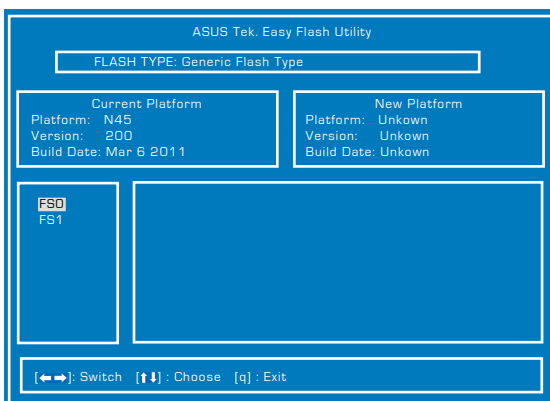 ASUS Tek. Easy Flash Utility
FLASH TYPE: Generic Flash Type
Current Platform
Platform: N45
Version: 200
Build Date: Mar 6 2011
New Platform
Platform: Unkown
Version: Unkown
Build Date: Unkown
FS0
FS1
[←→]: Switch [↑↓] : Choose [q] : Exit